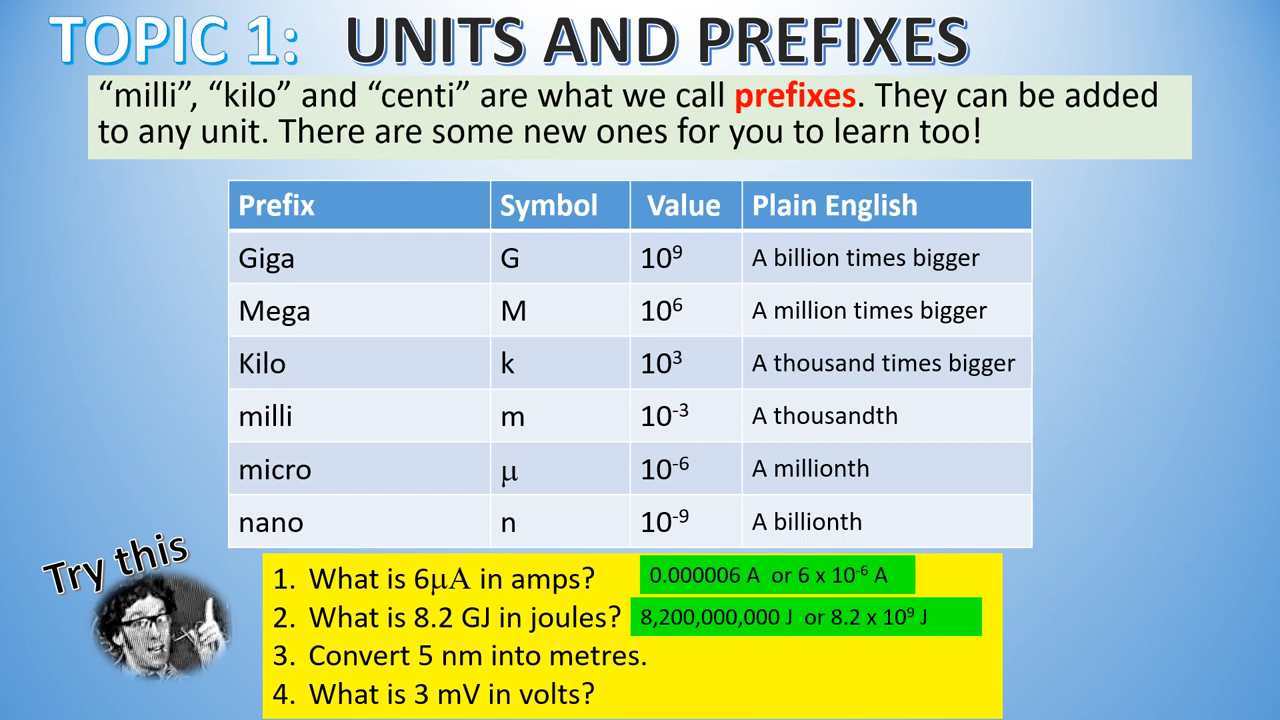 TOPIC 1: UNITS AND PREFIXES
“milli”, “kilo” and “centi” are what we call prefixes. They can be added
to any unit. There are some new ones for you to learn too!
Prefix Symbol Value Plain English
Giga G 10⁹ A billion times bigger
Mega M 10⁶ A million times bigger
Kilo k 10³ A thousand times bigger
milli m 10⁻³ A thousandth
micro μ 10⁻⁶ A millionth
nano n 10⁻⁹ A billionth
Try this
1. What is 6μA in amps? 0.000006 A or 6 x 10⁻⁶ A
2. What is 8.2 GJ in joules? 8,200,000,000 J or 8.2 x 10⁹ J
3. Convert 5 nm into metres.
4. What is 3 mV in volts?